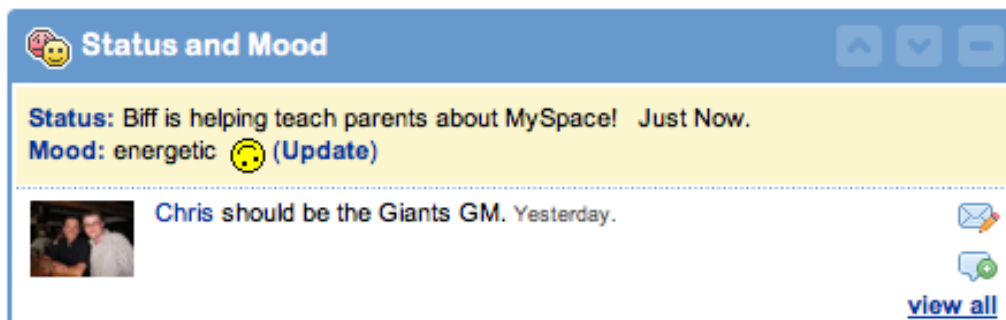 Status and Mood
Status: Biff is helping teach parents about MySpace! Just Now.
Mood: energetic (Update)
Chris should be the Giants GM. Yesterday.
view all